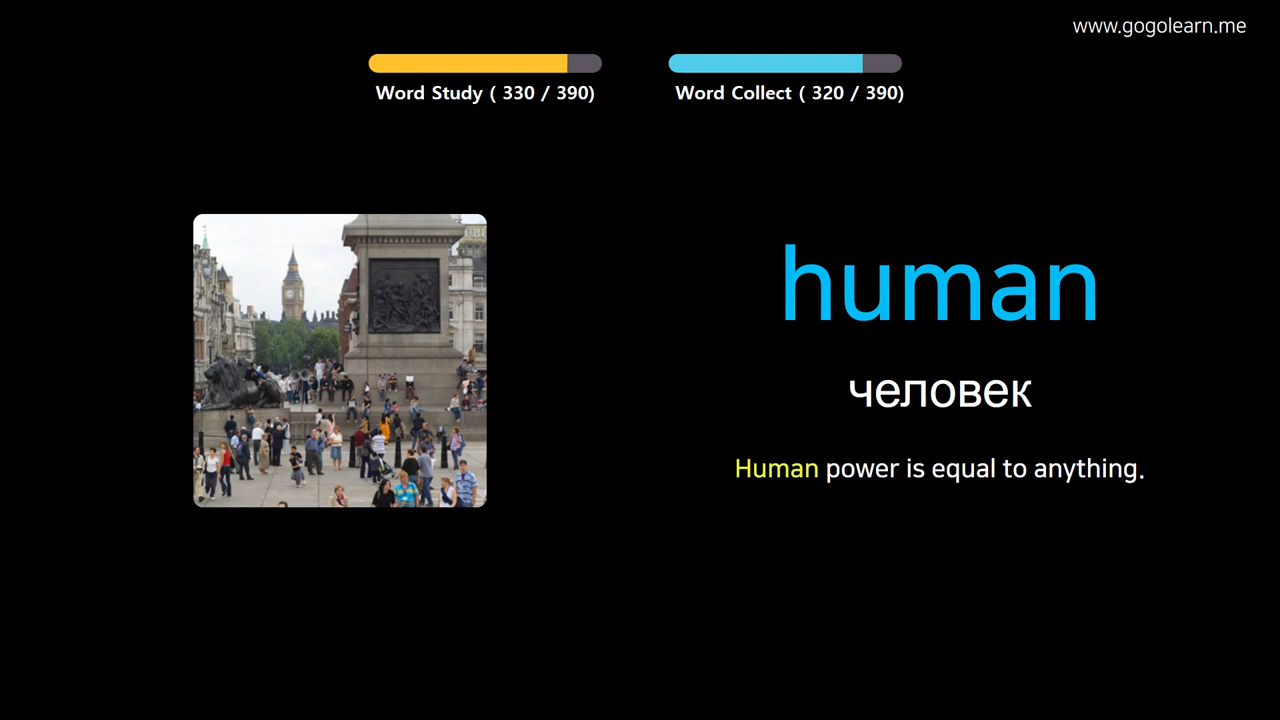 www.gogolearn.me
Word Study ( 330 / 390)
Word Collect ( 320 / 390)
human
человек
Human power is equal to anything.